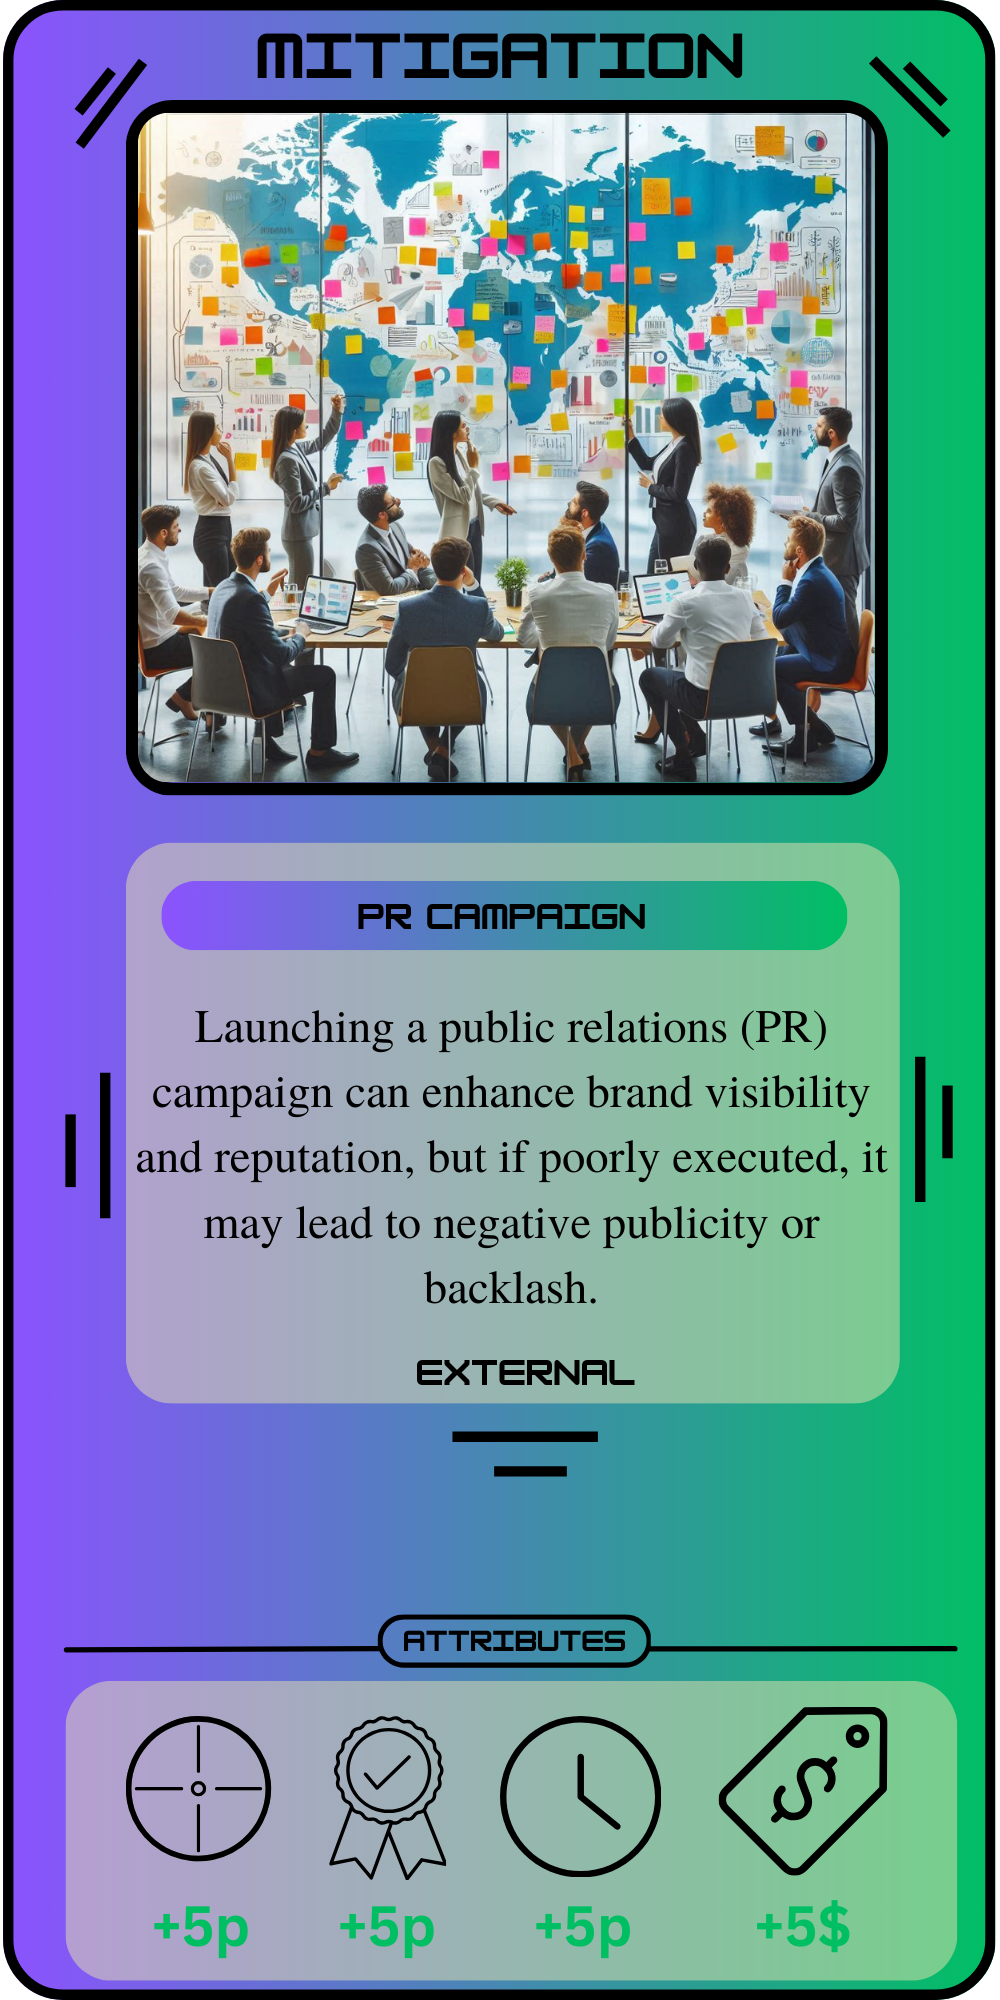 MITIGATION
PR CAMPAIGN
Launching a public relations (PR)
campaign can enhance brand visibility
and reputation, but if poorly executed, it
may lead to negative publicity or
backlash.
EXTERNAL
ATTRIBUTES
+5p +5p +5p +5$